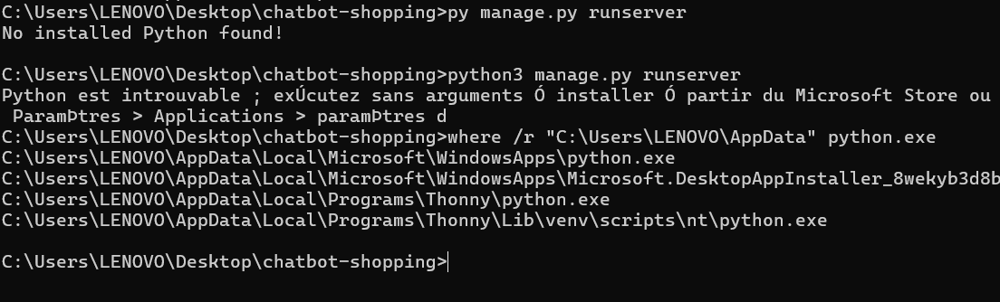 C:\Users\LENOVO\Desktop\chatbot-shopping>py manage.py runserver
No installed Python found!
C:\Users\LENOVO\Desktop\chatbot-shopping>python3 manage.py runserver
Python est introuvable ; exÚcutez sans arguments Ó installer Ó partir du Microsoft Store ou
ParamÞtres > Applications > paramÞtres d
C:\Users\LENOVO\Desktop\chatbot-shopping>where /r "C:\Users\LENOVO\AppData" python.exe
C:\Users\LENOVO\AppData\Local\Microsoft\WindowsApps\python.exe
C:\Users\LENOVO\AppData\Local\Microsoft\WindowsApps\Microsoft.DesktopAppInstaller_8wekyb3d8b
C:\Users\LENOVO\AppData\Local\Programs\Thonny\python.exe
C:\Users\LENOVO\AppData\Local\Programs\Thonny\Lib\venv\scripts\nt\python.exe
C:\Users\LENOVO\Desktop\chatbot-shopping>